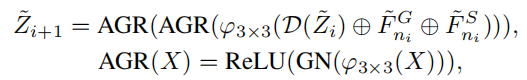 Z̃_{i+1} = AGR(AGR(φ_{3×3}(𝒟(Z̃_i) ⊕ F̃^G_{n_i} ⊕ F̃^S_{n_i}))),
AGR(X) = ReLU(GN(φ_{3×3}(X))),